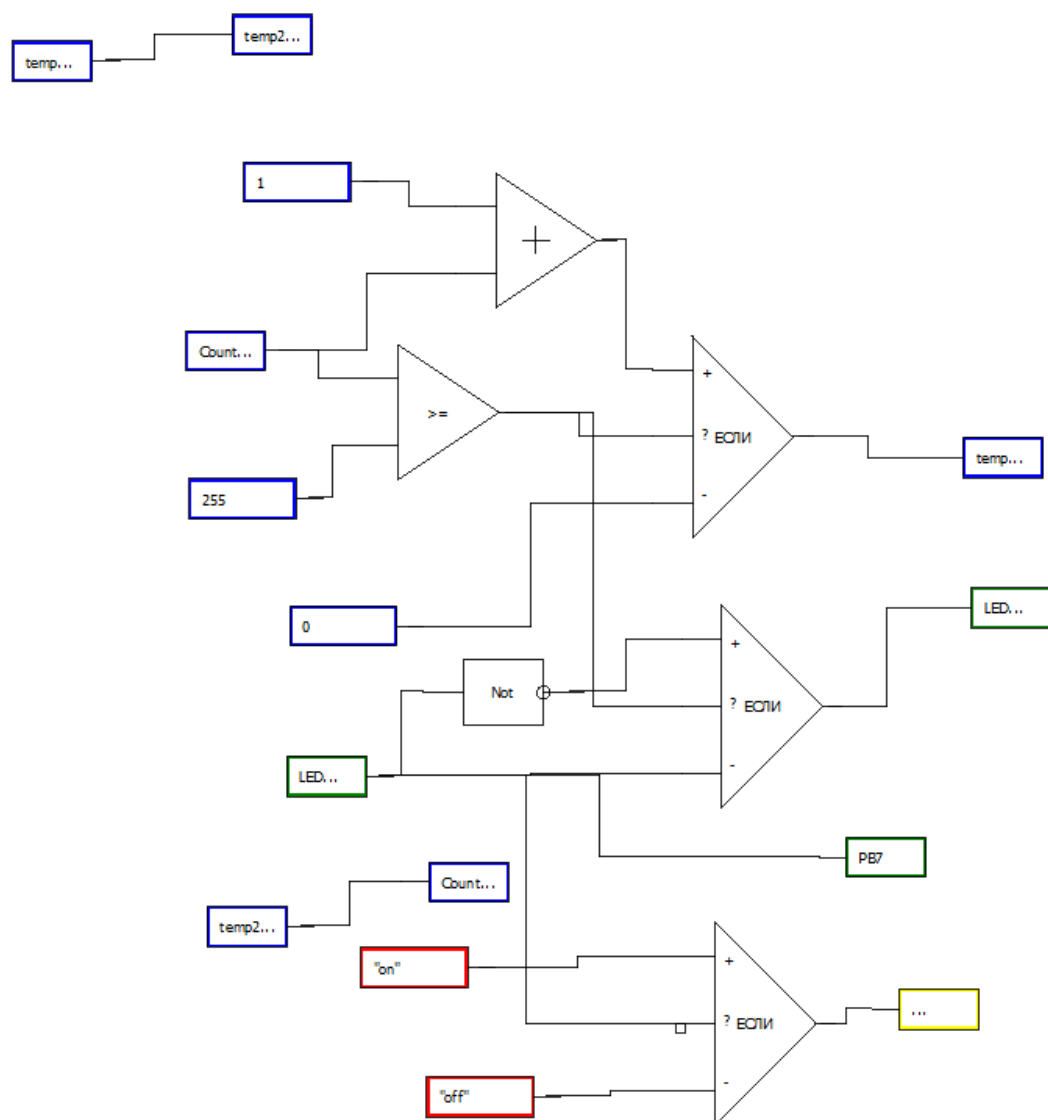 temp2...
temp...
1
+
Count...
+
>=
? ЕСЛИ
temp...
-
255
LED...
0
+
Not
? ЕСЛИ
LED...
-
PB7
Count...
temp2...
+
"on"
...
? ЕСЛИ
-
"off"